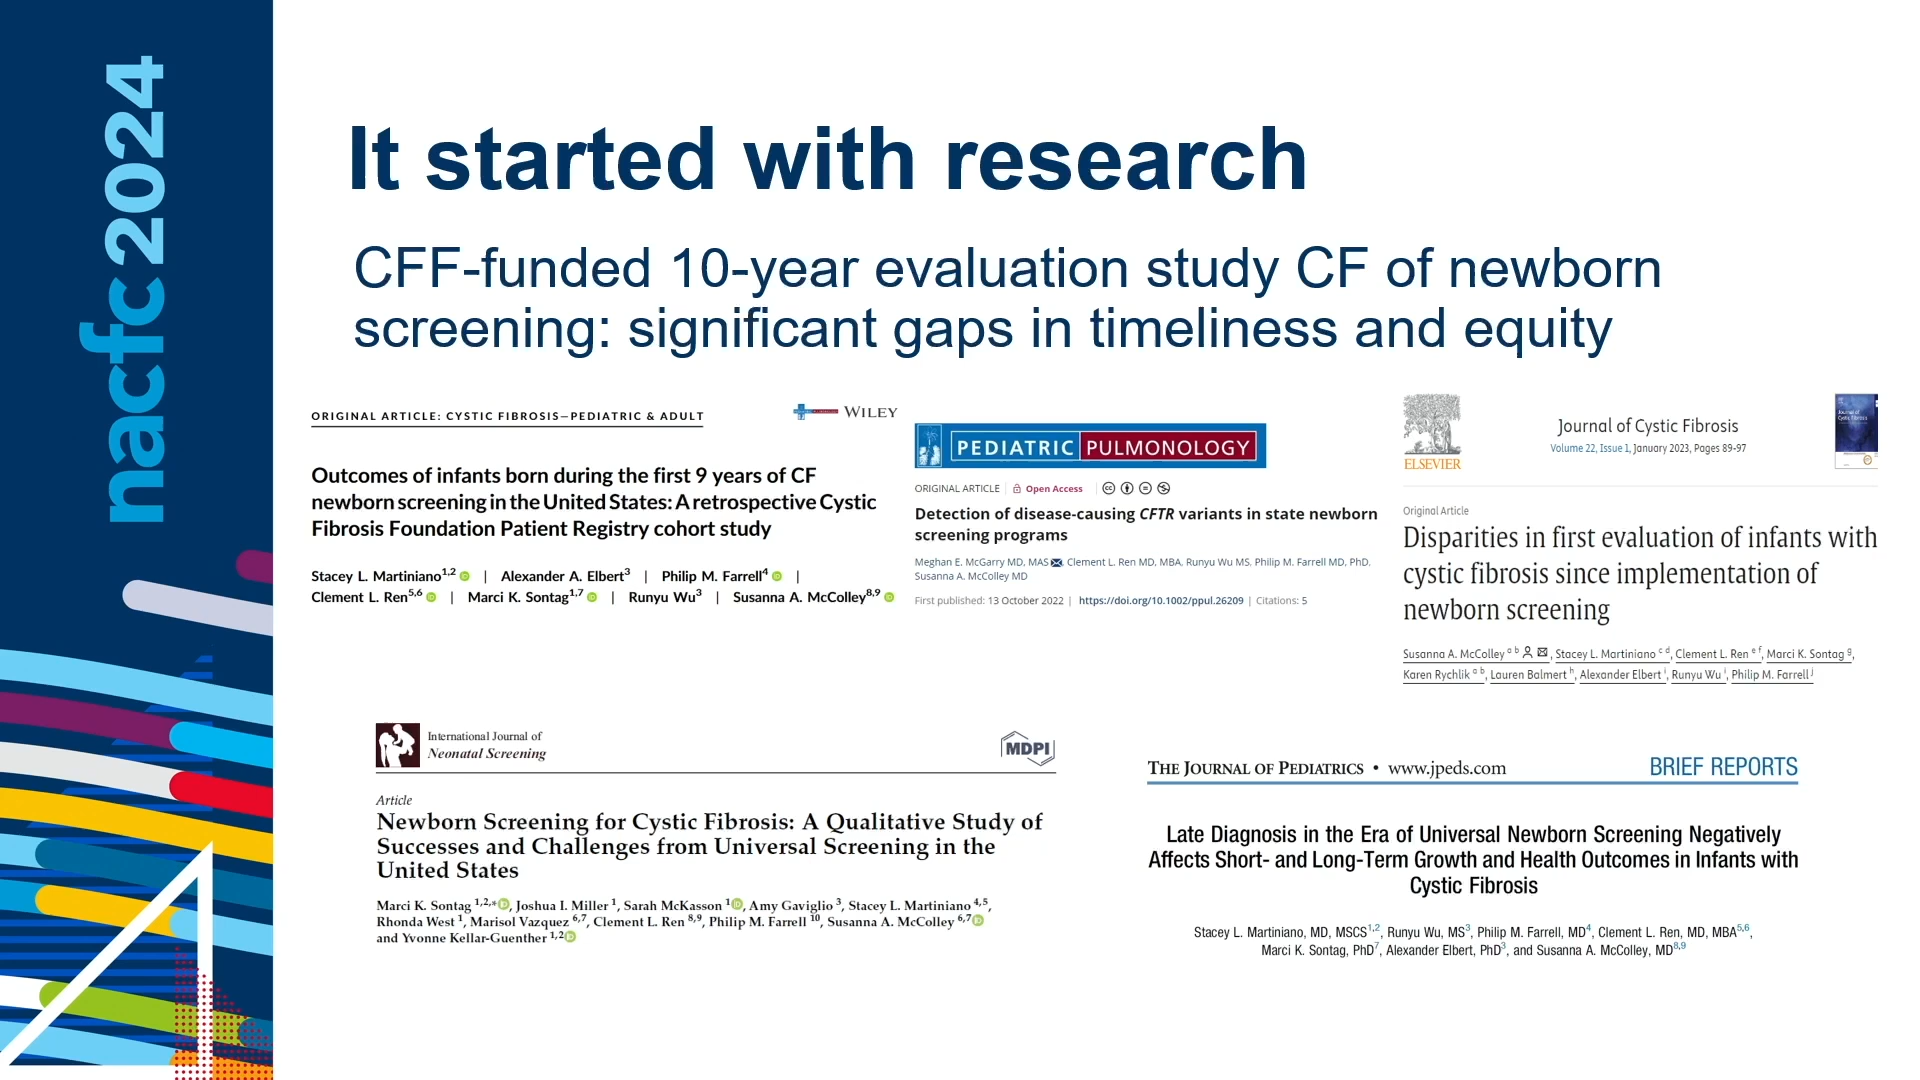 nacfc 2024
It started with research
CFF-funded 10-year evaluation study CF of newborn
screening: significant gaps in timeliness and equity
ORIGINAL ARTICLE: CYSTIC FIBROSIS—PEDIATRIC & ADULT
WILEY
Outcomes of infants born during the first 9 years of CF
newborn screening in the United States: A retrospective Cystic
Fibrosis Foundation Patient Registry cohort study
Stacey L. Martiniano1,2 | Alexander A. Elbert3 | Philip M. Farrell4 |
Clement L. Ren5,6 | Marci K. Sontag1,7 | Runyu Wu3 | Susanna A. McColley8,9
PEDIATRIC PULMONOLOGY
ORIGINAL ARTICLE | Open Access
Detection of disease-causing CFTR variants in state newborn
screening programs
Meghan E. McGarry MD, MAS, Clement L. Ren MD, MBA, Runyu Wu MS, Philip M. Farrell MD, PhD,
Susanna A. McColley MD
First published: 13 October 2022 | https://doi.org/10.1002/ppul.26209 | Citations: 5
ELSEVIER
Journal of Cystic Fibrosis
Volume 22, Issue 1, January 2023, Pages 89-97
Original Article
Disparities in first evaluation of infants with
cystic fibrosis since implementation of
newborn screening
Susanna A. McColley a b, Stacey L. Martiniano c d, Clement L. Ren e f, Marci K. Sontag g,
Karen Rychlik a b, Lauren Balmert h, Alexander Elbert i, Runyu Wu i, Philip M. Farrell j
International Journal of
Neonatal Screening
MDPI
Article
Newborn Screening for Cystic Fibrosis: A Qualitative Study of
Successes and Challenges from Universal Screening in the
United States
Marci K. Sontag 1,2,*, Joshua I. Miller 1, Sarah McKasson 1, Amy Gaviglio 3, Stacey L. Martiniano 4,5,
Rhonda West 1, Marisol Vazquez 6,7, Clement L. Ren 8,9, Philip M. Farrell 10, Susanna A. McColley 6,7
and Yvonne Kellar-Guenther 1,2
THE JOURNAL OF PEDIATRICS • www.jpeds.com
BRIEF REPORTS
Late Diagnosis in the Era of Universal Newborn Screening Negatively
Affects Short- and Long-Term Growth and Health Outcomes in Infants with
Cystic Fibrosis
Stacey L. Martiniano, MD, MSCS1,2, Runyu Wu, MS3, Philip M. Farrell, MD4, Clement L. Ren, MD, MBA5,6,
Marci K. Sontag, PhD7, Alexander Elbert, PhD3, and Susanna A. McColley, MD8,9